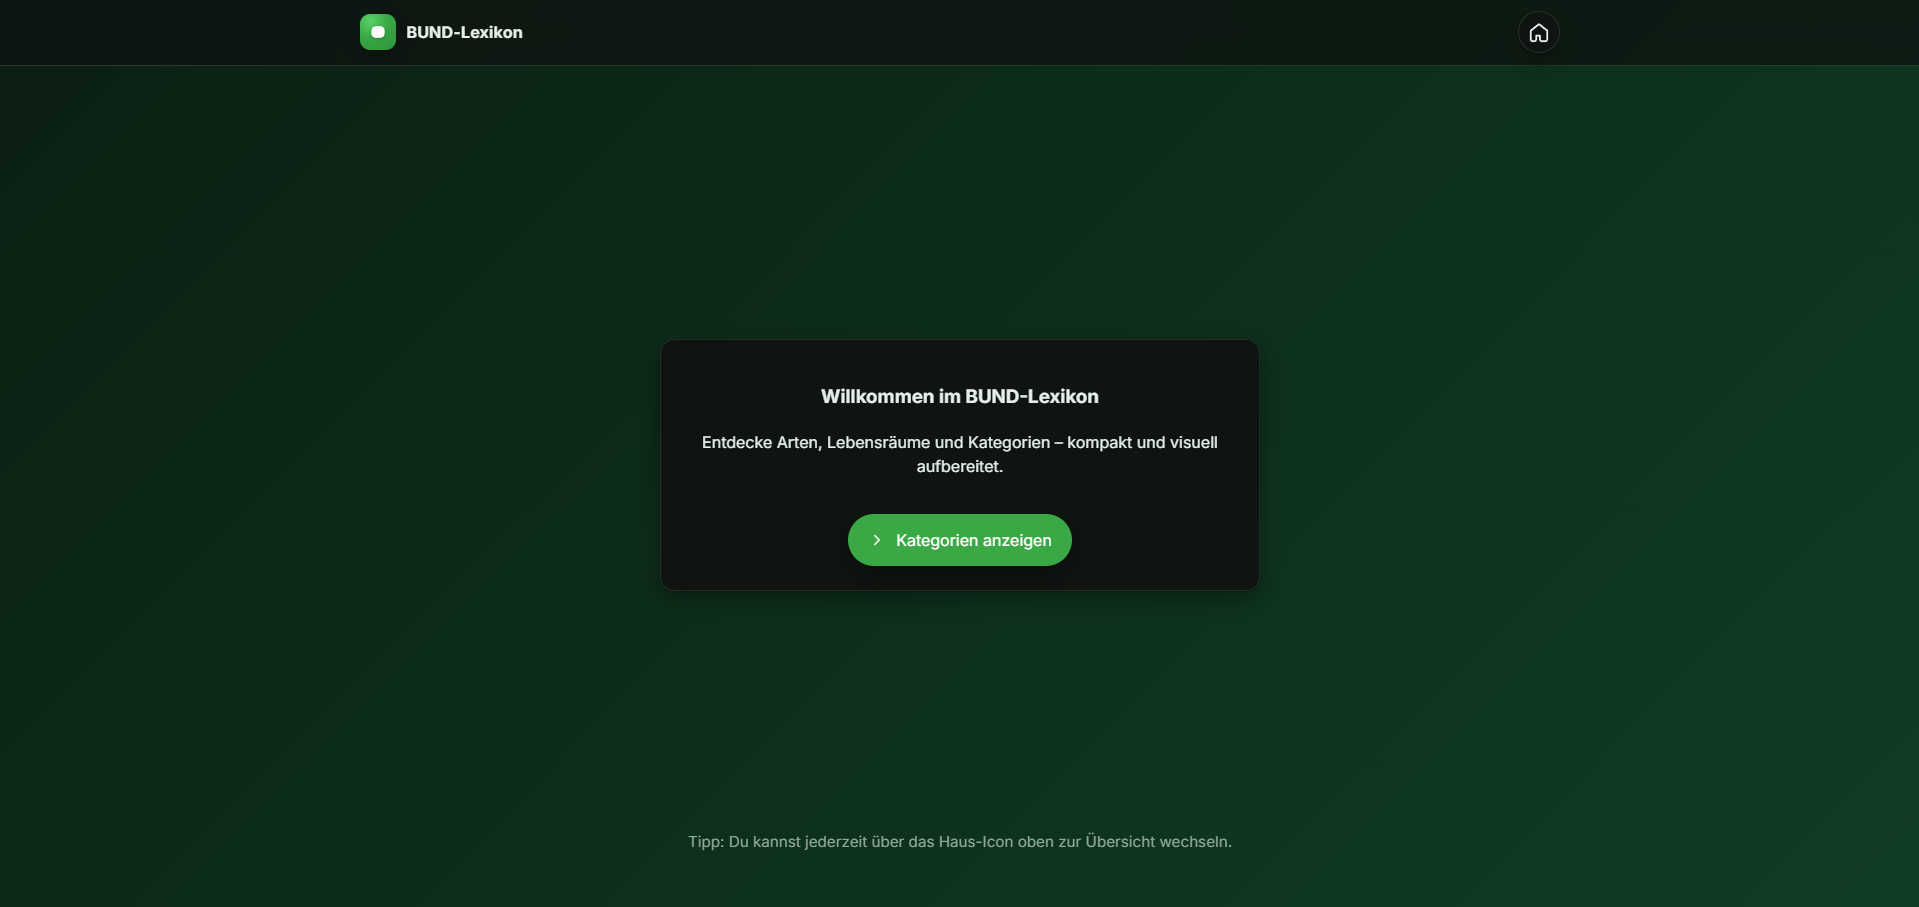 BUND-Lexikon
Willkommen im BUND-Lexikon
Entdecke Arten, Lebensräume und Kategorien – kompakt und visuell
aufbereitet.
Kategorien anzeigen
Tipp: Du kannst jederzeit über das Haus-Icon oben zur Übersicht wechseln.